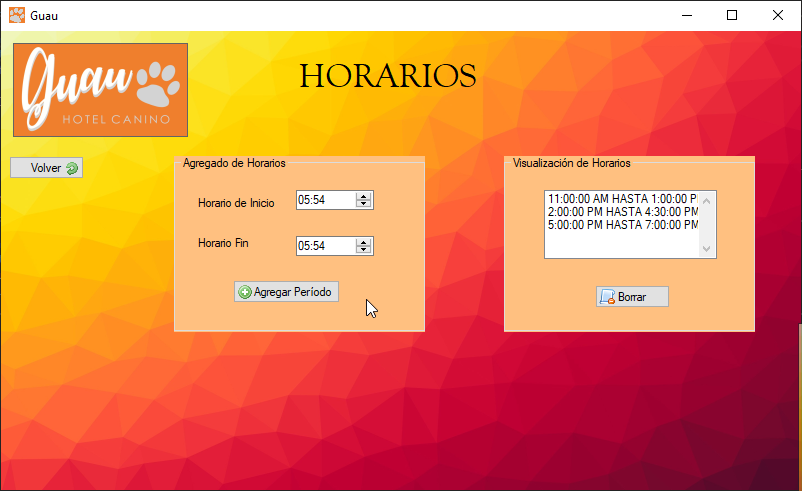 Guau
Guau
HOTEL CANINO
HORARIOS
Volver
Agregado de Horarios
Horario de Inicio
05:54
Horario Fin
05:54
Agregar Período
Visualización de Horarios
11:00:00 AM HASTA 1:00:00 P
2:00:00 PM HASTA 4:30:00 PM
5:00:00 PM HASTA 7:00:00 PM
Borrar